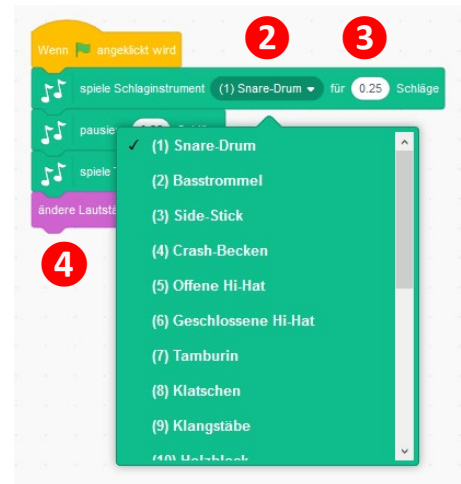 2 3
Wenn angeklickt wird
spiele Schlaginstrument (1) Snare-Drum für 0.25 Schläge
pausie
spiele
ändere Lautstä
4
✓ (1) Snare-Drum
(2) Basstrommel
(3) Side-Stick
(4) Crash-Becken
(5) Offene Hi-Hat
(6) Geschlossene Hi-Hat
(7) Tamburin
(8) Klatschen
(9) Klangstäbe
(10) Holzblock